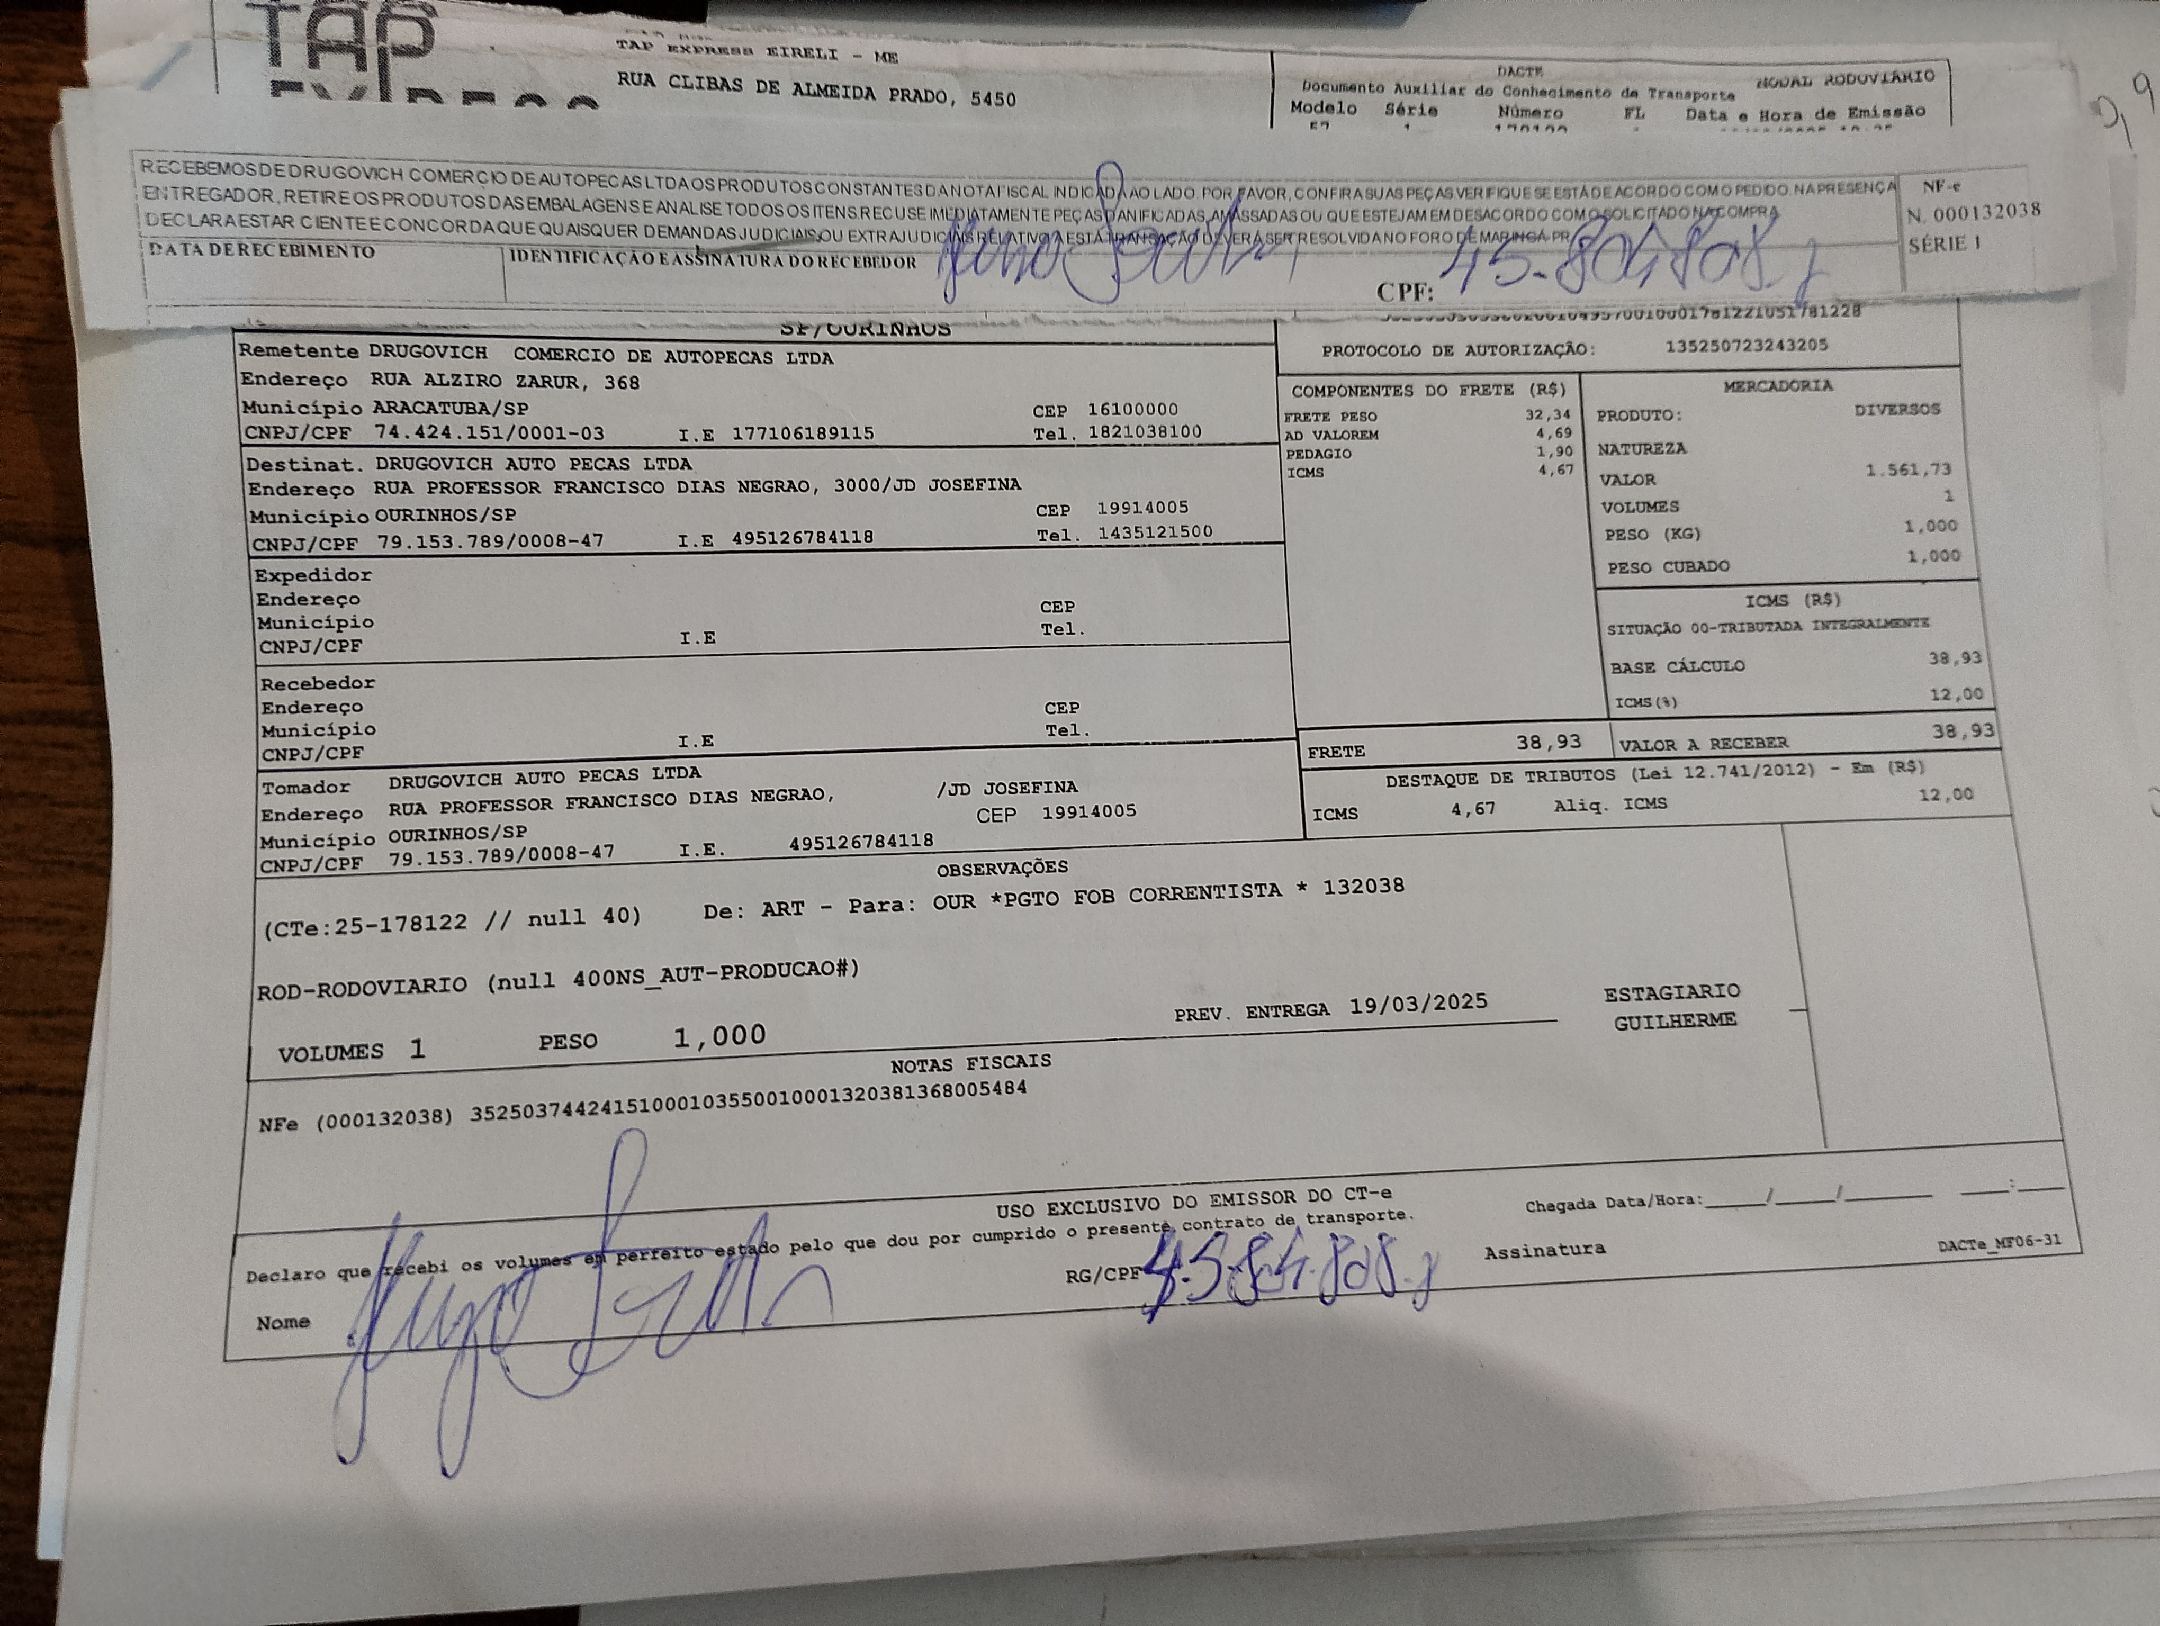 TAP
EXPRESS
TAP EXPRESS EIRELI - ME
RUA CLIBAS DE ALMEIDA PRADO, 5450
DACTE
MODAL RODOVIÁRIO
Documento Auxiliar do Conhecimento de Transporte
Modelo Série Número FL Data e Hora de Emissão
RECEBEMOS DE DRUGOVICH COMERCIO DE AUTOPECAS LTDA OS PRODUTOS CONSTANTES DA NOTA FISCAL INDICADA AO LADO. POR FAVOR, CONFIRA SUAS PEÇAS VERIFIQUE SE ESTÁ DE ACORDO COM O PEDIDO. NA PRESENÇA
ENTREGADOR, RETIRE OS PRODUTOS DAS EMBALAGENS E ANALISE TODOS OS ITENS RECUSE IMEDIATAMENTE PEÇAS DANIFICADAS, AMASSADAS OU QUE ESTEJAM EM DESACORDO COM O SOLICITADO NA COMPRA
DECLARA ESTAR CIENTE E CONCORDA QUE QUAISQUER DEMANDAS JUDICIAIS OU EXTRAJUDICIAIS RELATIVO A ESTA TRANSAÇÃO DEVERÁ SER RESOLVIDA NO FORO DE MARINGÁ-PR
NF-e
N. 000132038
SÉRIE 1
DATA DE RECEBIMENTO
IDENTIFICAÇÃO E ASSINATURA DO RECEBEDOR
CPF:
SP/OURINHOS
PROTOCOLO DE AUTORIZAÇÃO: 135250723243205
Remetente DRUGOVICH COMERCIO DE AUTOPECAS LTDA
Endereço RUA ALZIRO ZARUR, 368
Município ARACATUBA/SP CEP 16100000
CNPJ/CPF 74.424.151/0001-03 I.E 177106189115 Tel. 1821038100
Destinat. DRUGOVICH AUTO PECAS LTDA
Endereço RUA PROFESSOR FRANCISCO DIAS NEGRAO, 3000/JD JOSEFINA
Município OURINHOS/SP CEP 19914005
CNPJ/CPF 79.153.789/0008-47 I.E 495126784118 Tel. 1435121500
Expedidor
Endereço
Município CEP
CNPJ/CPF I.E Tel.
Recebedor
Endereço
Município CEP
CNPJ/CPF I.E Tel.
Tomador DRUGOVICH AUTO PECAS LTDA
Endereço RUA PROFESSOR FRANCISCO DIAS NEGRAO, /JD JOSEFINA
Município OURINHOS/SP CEP 19914005
CNPJ/CPF 79.153.789/0008-47 I.E. 495126784118
COMPONENTES DO FRETE (R$)
FRETE PESO 32,34
AD VALOREM 4,69
PEDAGIO 1,90
ICMS 4,67
MERCADORIA
PRODUTO: DIVERSOS
NATUREZA
VALOR 1.561,73
VOLUMES 1
PESO (KG) 1,000
PESO CUBADO 1,000
ICMS (R$)
SITUAÇÃO 00-TRIBUTADA INTEGRALMENTE
BASE CÁLCULO 38,93
ICMS(%) 12,00
FRETE 38,93 VALOR A RECEBER 38,93
DESTAQUE DE TRIBUTOS (Lei 12.741/2012) - Em (R$)
ICMS 4,67 Aliq. ICMS 12,00
OBSERVAÇÕES
(CTe:25-178122 // null 40) De: ART - Para: OUR *PGTO FOB CORRENTISTA * 132038
ROD-RODOVIARIO (null 400NS_AUT-PRODUCAO#)
VOLUMES 1 PESO 1,000 PREV. ENTREGA 19/03/2025
ESTAGIARIO
GUILHERME
NOTAS FISCAIS
NFe (000132038) 35250374424151000103550010001320381368005484
USO EXCLUSIVO DO EMISSOR DO CT-e
Declaro que recebi os volumes em perfeito estado pelo que dou por cumprido o presente contrato de transporte.
Chegada Data/Hora:____/____/______ ___:___
Nome
RG/CPF
Assinatura
DACTe_MF06-31